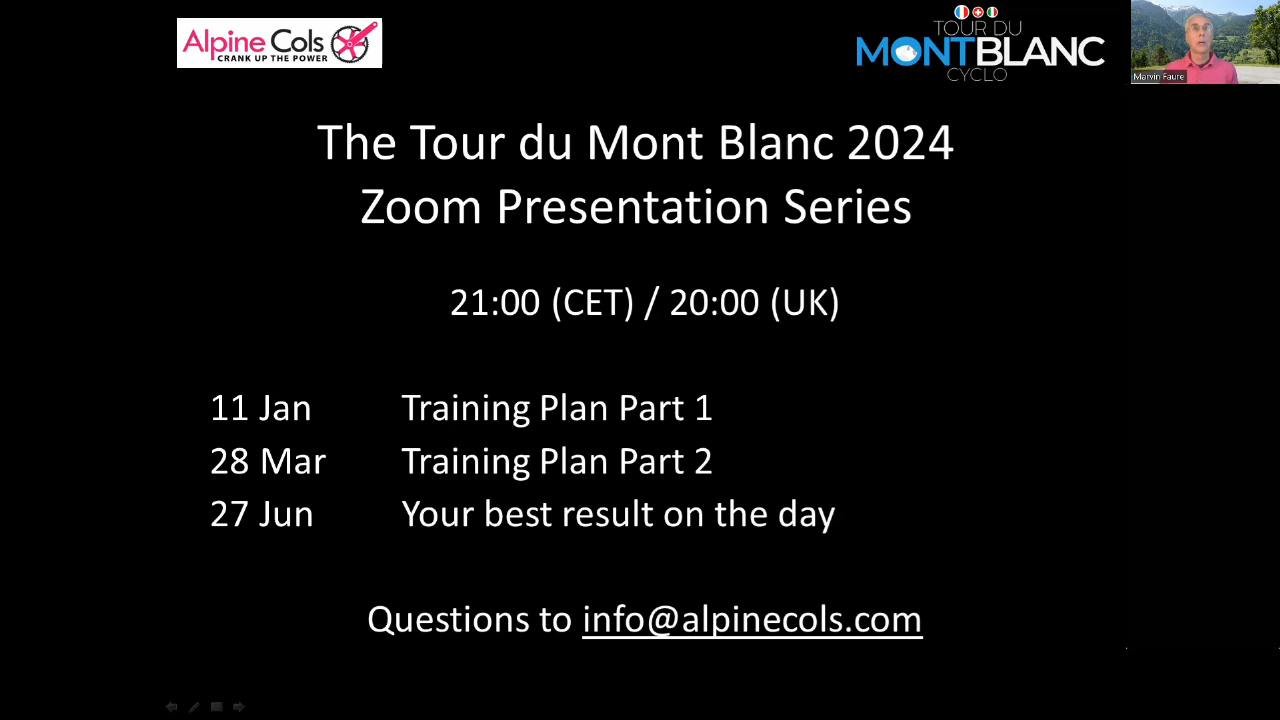 Alpine Cols
CRANK UP THE POWER
TOUR DU
MONTBLANC
CYCLO
Marvin Faure
The Tour du Mont Blanc 2024
Zoom Presentation Series
21:00 (CET) / 20:00 (UK)
11 Jan Training Plan Part 1
28 Mar Training Plan Part 2
27 Jun Your best result on the day
Questions to info@alpinecols.com